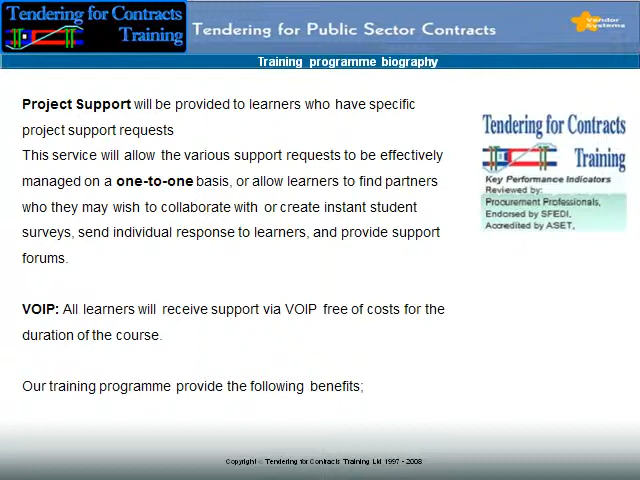 Tendering for Contracts
Training
Tendering for Public Sector Contracts
Vendor
Systems
Training programme biography
Project Support will be provided to learners who have specific
project support requests
This service will allow the various support requests to be effectively
managed on a one-to-one basis, or allow learners to find partners
who they may wish to collaborate with or create instant student
surveys, send individual response to learners, and provide support
forums.
VOIP: All learners will receive support via VOIP free of costs for the
duration of the course.
Our training programme provide the following benefits;
Tendering for Contracts
Training
Key Performance Indicators
Reviewed by:
Procurement Professionals,
Endorsed by SFEDI,
Accredited by ASET,
Copyright © Tendering for Contracts Training Ltd 1997 - 2008